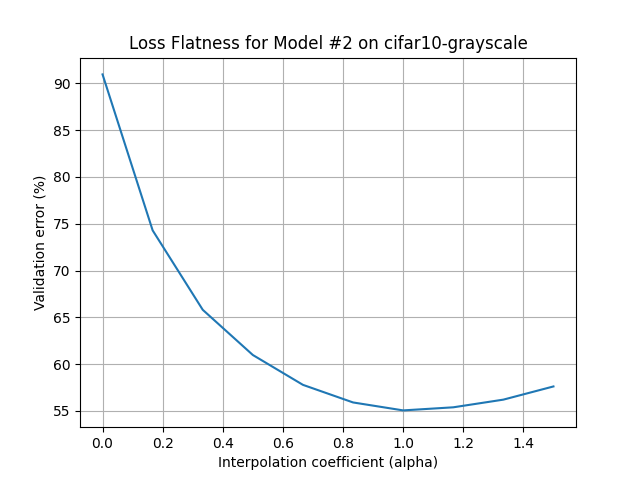 Loss Flatness for Model #2 on cifar10-grayscale
Validation error (%)
90
85
80
75
70
65
60
55
0.0 0.2 0.4 0.6 0.8 1.0 1.2 1.4
Interpolation coefficient (alpha)